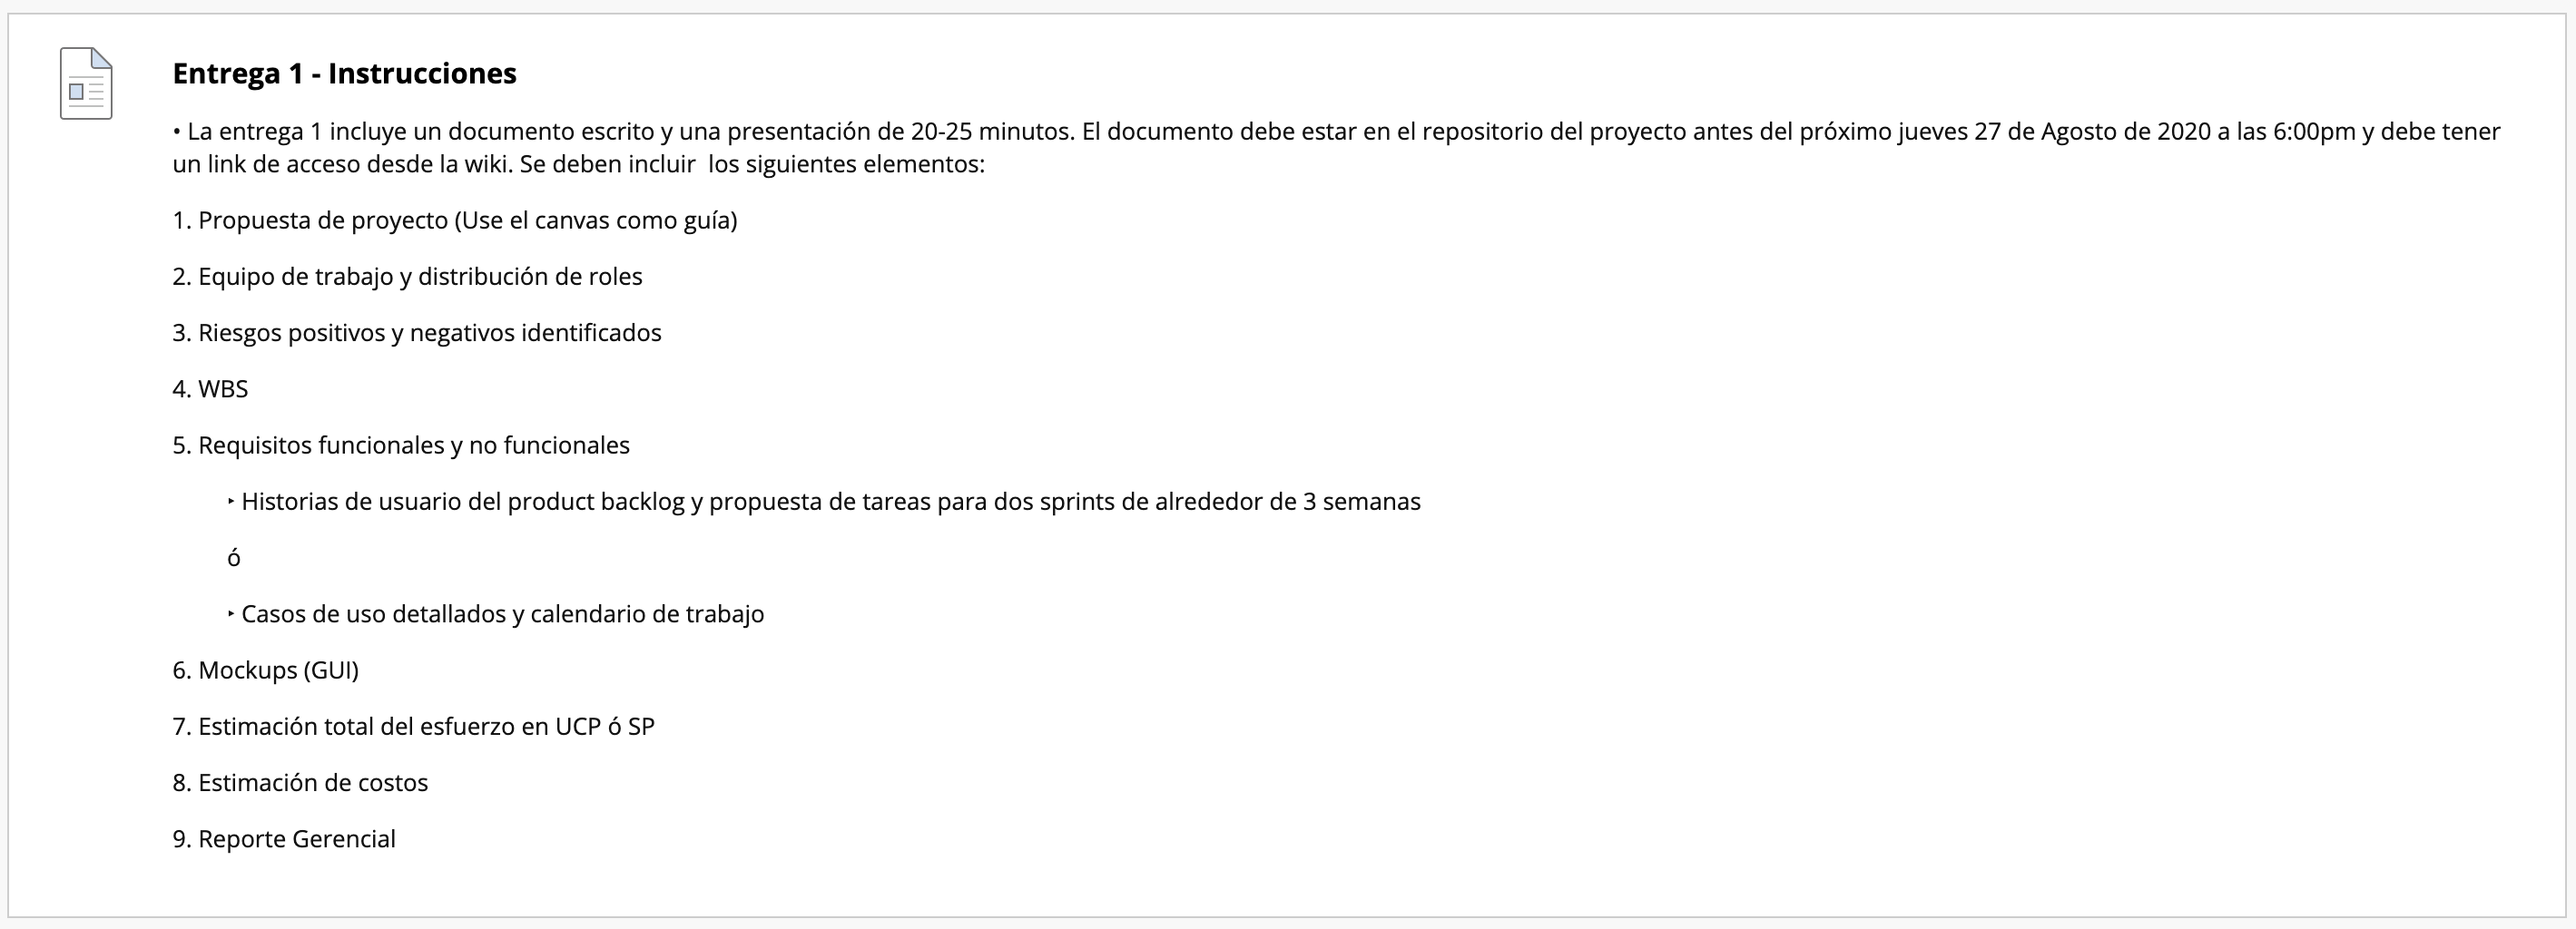 Entrega 1 - Instrucciones
• La entrega 1 incluye un documento escrito y una presentación de 20-25 minutos. El documento debe estar en el repositorio del proyecto antes del próximo jueves 27 de Agosto de 2020 a las 6:00pm y debe tener
un link de acceso desde la wiki. Se deben incluir  los siguientes elementos:
1. Propuesta de proyecto (Use el canvas como guía)
2. Equipo de trabajo y distribución de roles
3. Riesgos positivos y negativos identificados
4. WBS
5. Requisitos funcionales y no funcionales
‣ Historias de usuario del product backlog y propuesta de tareas para dos sprints de alrededor de 3 semanas
ó
‣ Casos de uso detallados y calendario de trabajo
6. Mockups (GUI)
7. Estimación total del esfuerzo en UCP ó SP
8. Estimación de costos
9. Reporte Gerencial